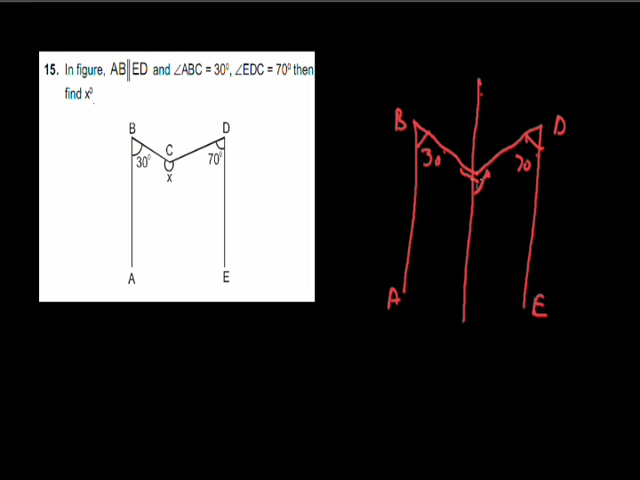 15. In figure, AB||ED and ∠ABC = 30⁰, ∠EDC = 70⁰ then
find x⁰.
B
D
C
30⁰
70⁰
x
A
E
B
D
30
70
A
E